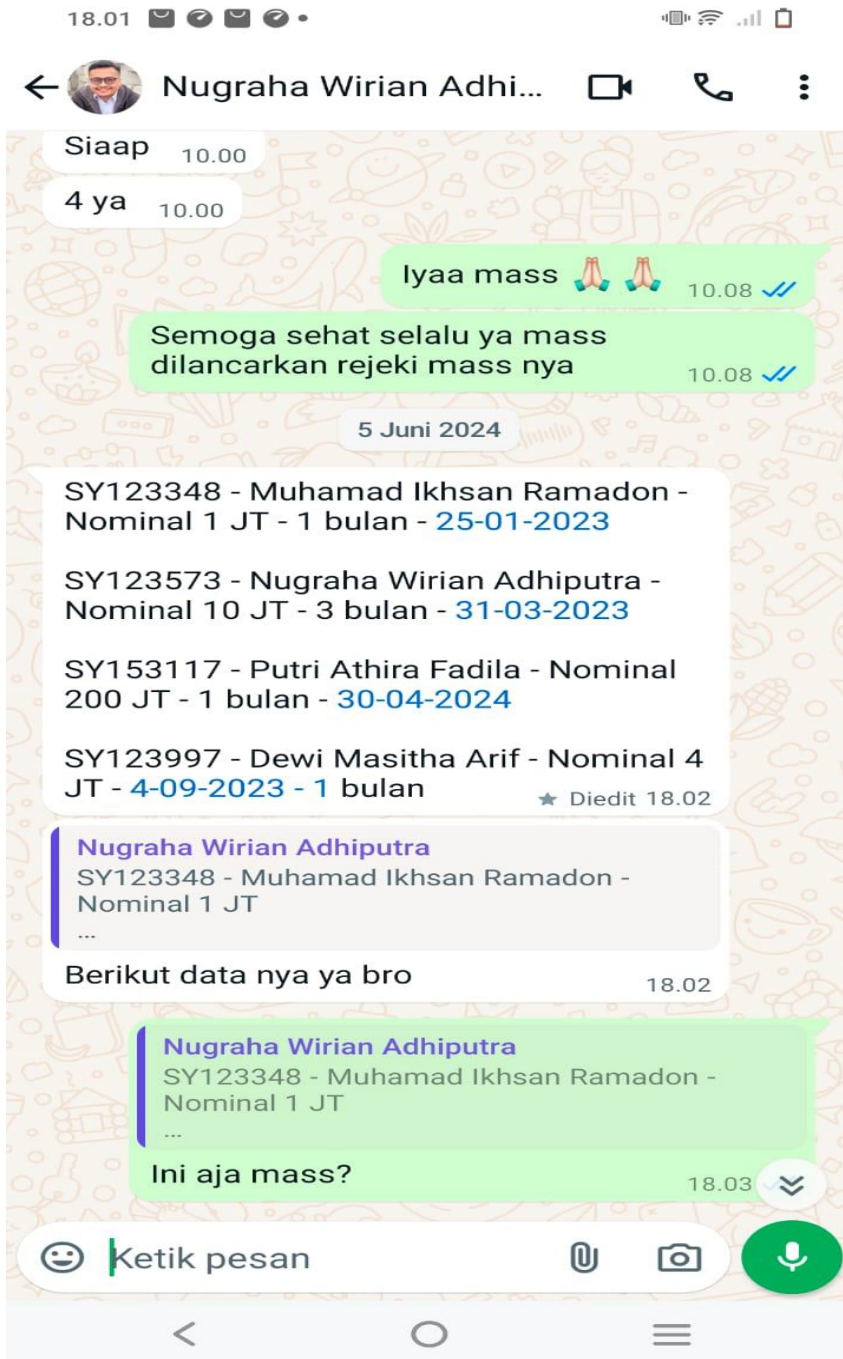 18.01
Nugraha Wirian Adhi...
Siaap 10.00
4 ya 10.00
Iyaa mass 🙏🏻 🙏🏻 10.08
Semoga sehat selalu ya mass
dilancarkan rejeki mass nya 10.08
5 Juni 2024
SY123348 - Muhamad Ikhsan Ramadon -
Nominal 1 JT - 1 bulan - 25-01-2023
SY123573 - Nugraha Wirian Adhiputra -
Nominal 10 JT - 3 bulan - 31-03-2023
SY153117 - Putri Athira Fadila - Nominal
200 JT - 1 bulan - 30-04-2024
SY123997 - Dewi Masitha Arif - Nominal 4
JT - 4-09-2023 - 1 bulan
★ Diedit 18.02
Nugraha Wirian Adhiputra
SY123348 - Muhamad Ikhsan Ramadon -
Nominal 1 JT
...
Berikut data nya ya bro 18.02
Nugraha Wirian Adhiputra
SY123348 - Muhamad Ikhsan Ramadon -
Nominal 1 JT
...
Ini aja mass? 18.03
Ketik pesan